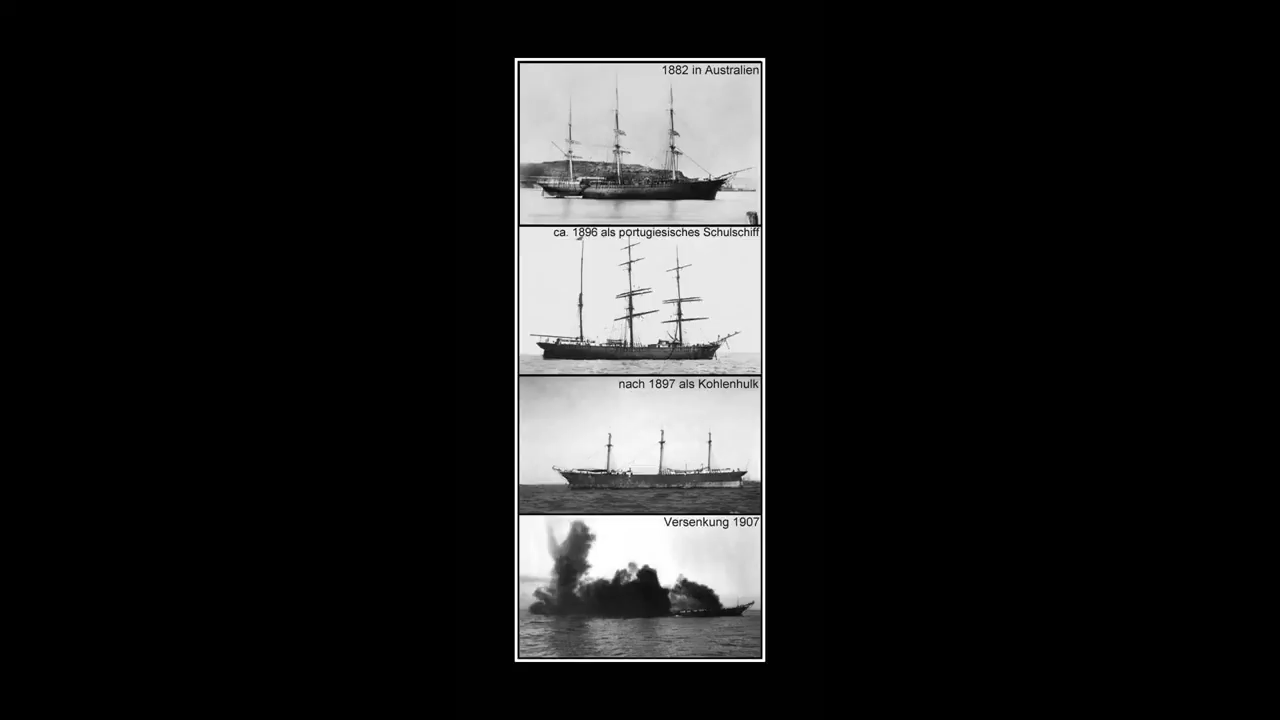 1882 in Australien
ca. 1896 als portugiesisches Schulschiff
nach 1897 als Kohlenhulk
Versenkung 1907